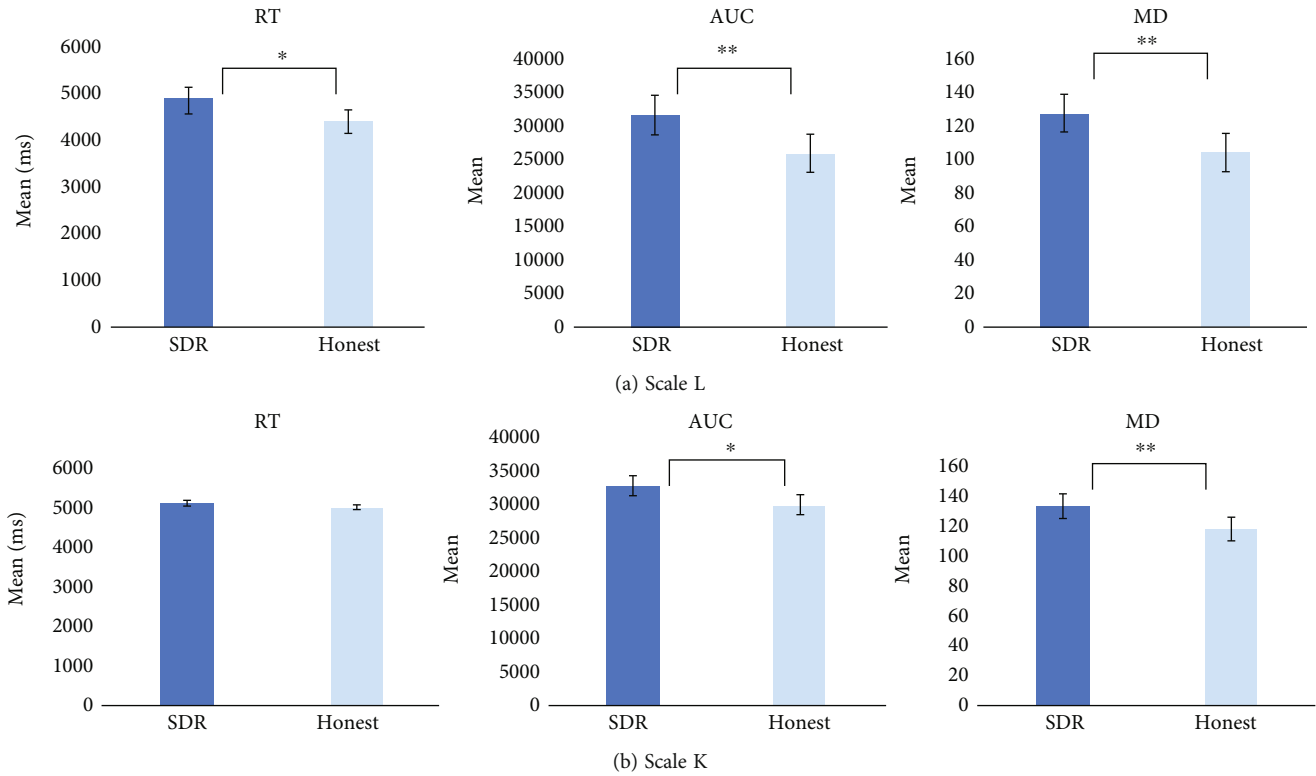 RT
*
6000
5000
4000
3000
2000
1000
0
Mean (ms)
SDR Honest
AUC
**
40000
35000
30000
25000
20000
15000
10000
5000
0
Mean
SDR Honest
MD
**
160
140
120
100
80
60
40
20
0
Mean
SDR Honest
(a) Scale L
RT
6000
5000
4000
3000
2000
1000
0
Mean (ms)
SDR Honest
AUC
*
40000
35000
30000
25000
20000
15000
10000
5000
0
Mean
SDR Honest
MD
**
160
140
120
100
80
60
40
20
0
Mean
SDR Honest
(b) Scale K